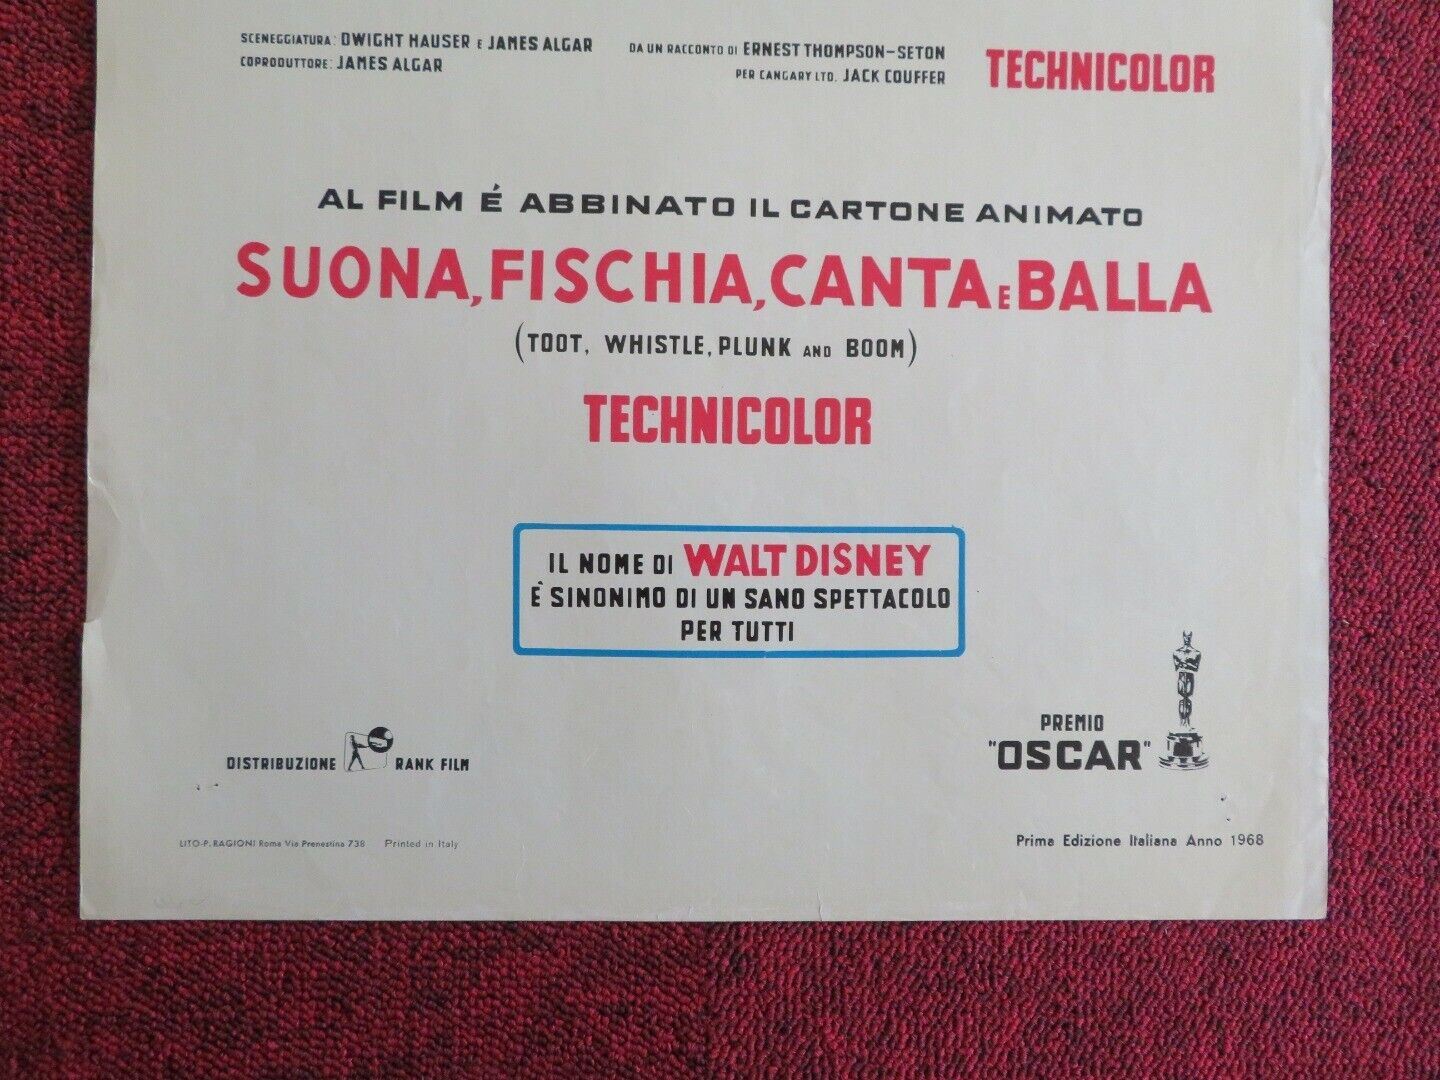 SCENEGGIATURA: DWIGHT HAUSER E JAMES ALGAR
COPRODUTTORE: JAMES ALGAR
DA UN RACCONTO DI ERNEST THOMPSON-SETON
PER CANGARY LTD. JACK COUFFER
TECHNICOLOR
AL FILM É ABBINATO IL CARTONE ANIMATO
SUONA, FISCHIA, CANTA E BALLA
(TOOT, WHISTLE, PLUNK AND BOOM)
TECHNICOLOR
IL NOME DI WALT DISNEY
È SINONIMO DI UN SANO SPETTACOLO
PER TUTTI
DISTRIBUZIONE RANK FILM
PREMIO
"OSCAR"
LITO-P. RAGIONI Roma Via Prenestina 738 Printed in Italy
Prima Edizione Italiana Anno 1968